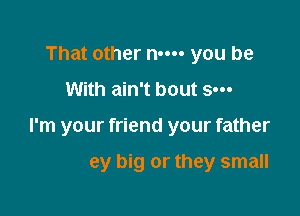 That other n···· you be
With ain't bout s···
I'm your friend your father
ey big or they small